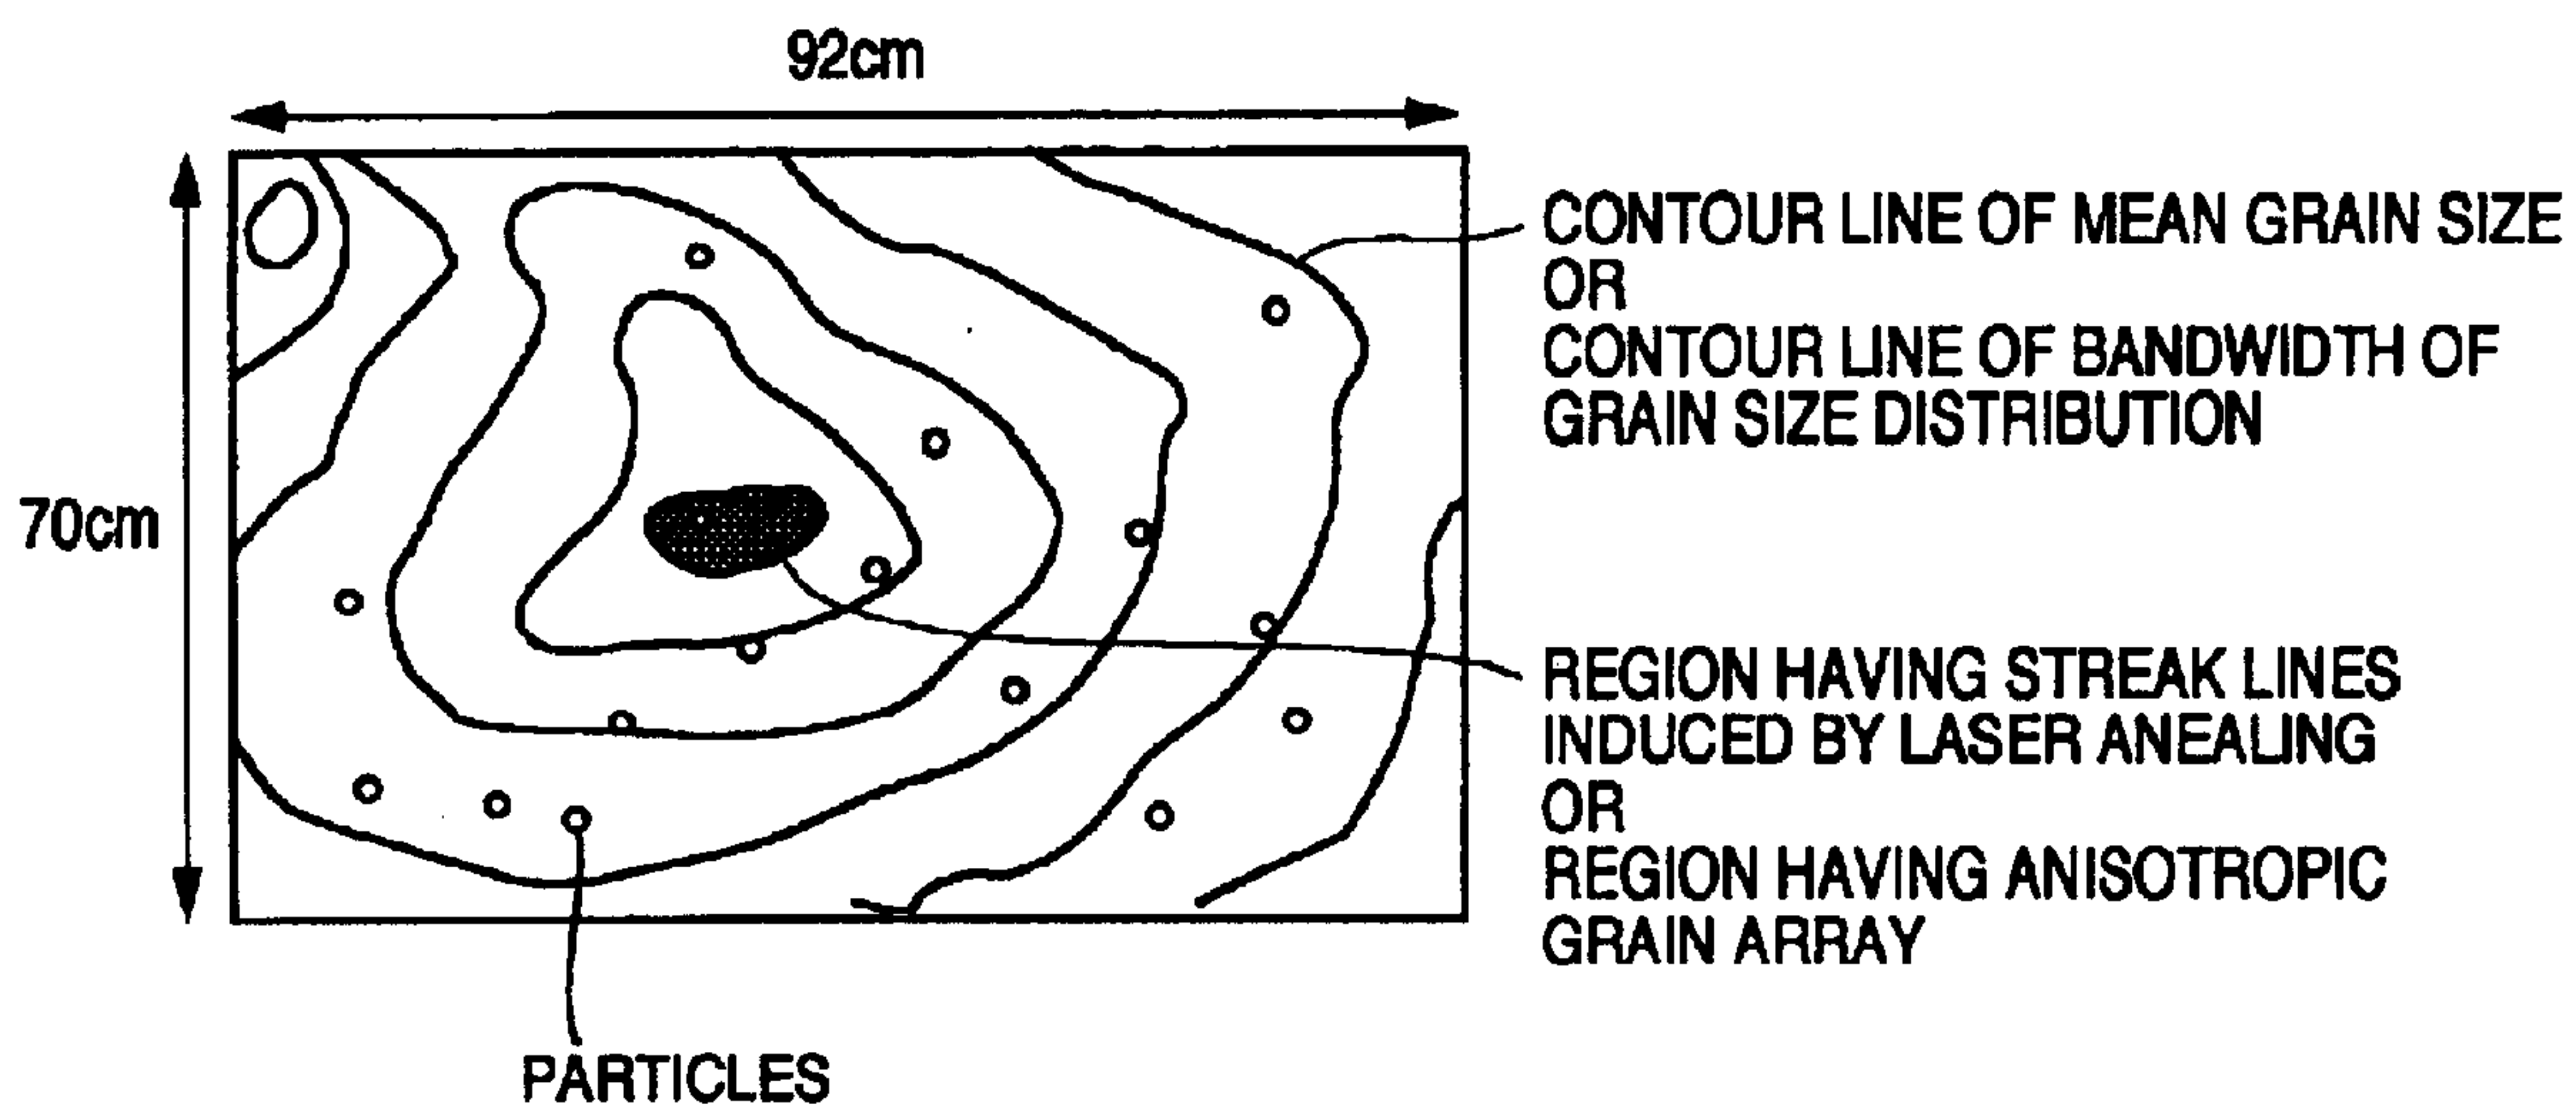 92cm
70cm
CONTOUR LINE OF MEAN GRAIN SIZE
OR
CONTOUR LINE OF BANDWIDTH OF
GRAIN SIZE DISTRIBUTION
REGION HAVING STREAK LINES
INDUCED BY LASER ANEALING
OR
REGION HAVING ANISOTROPIC
GRAIN ARRAY
PARTICLES